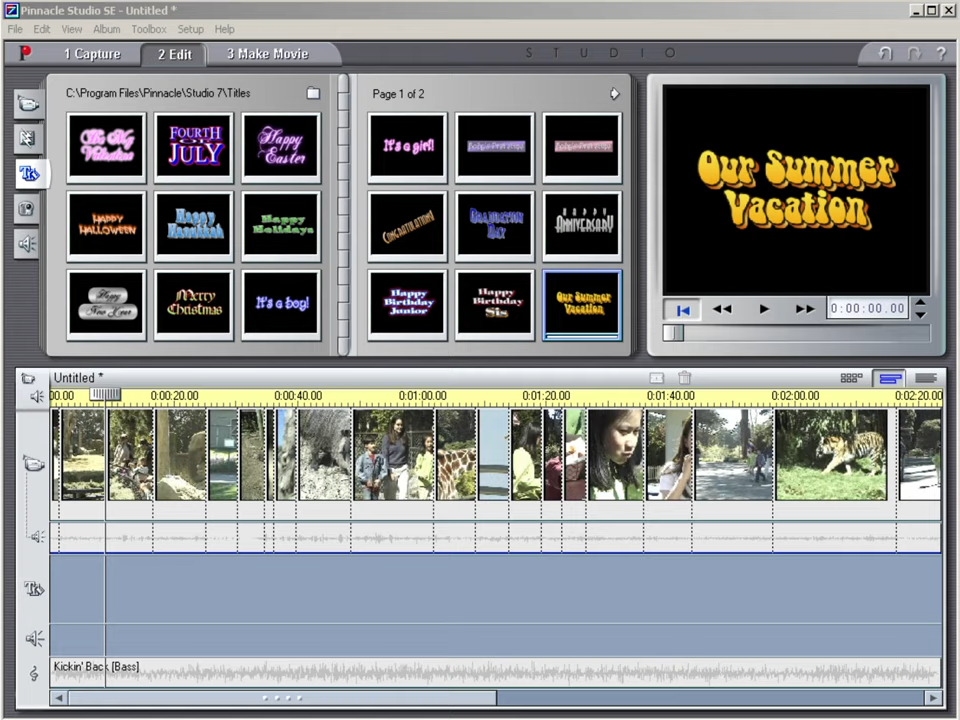 Pinnacle Studio SE - Untitled *
File Edit View Album Toolbox Setup Help
1 Capture 2 Edit 3 Make Movie STUDIO ?
C:\Program Files\Pinnacle\Studio 7\Titles
Page 1 of 2
FOURTH OF JULY
Happy Easter
It's a girl!
HAPPY HALLOWEEN
Happy Hanukkah
Happy Holidays
CONGRATULATIONS!
GRADUATION DAY
HAPPY ANNIVERSARY
Happy New Year
Merry Christmas
It's a boy!
Happy Birthday Junior
Happy Birthday Sis
Our Summer Vacation
Our Summer
Vacation
0:00:00.00
Untitled *
00.00 0:00:20.00 0:00:40.00 0:01:00.00 0:01:20.00 0:01:40.00 0:02:00.00 0:02:20.00
Kickin' Back [Bass]